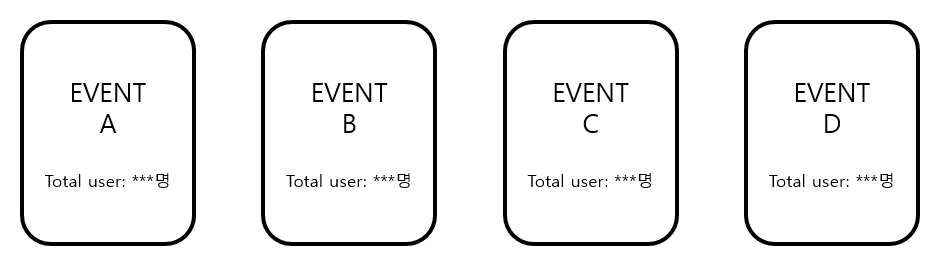 EVENT
A
Total user: ***명
EVENT
B
Total user: ***명
EVENT
C
Total user: ***명
EVENT
D
Total user: ***명